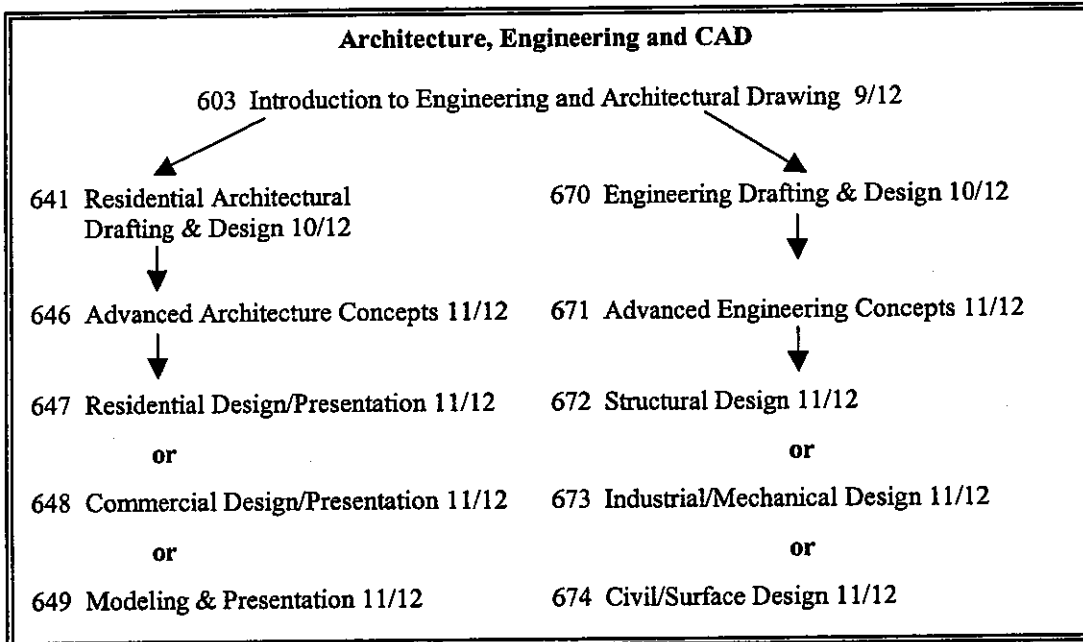 Architecture, Engineering and CAD
603 Introduction to Engineering and Architectural Drawing 9/12
641 Residential Architectural
Drafting & Design 10/12
670 Engineering Drafting & Design 10/12
646 Advanced Architecture Concepts 11/12
671 Advanced Engineering Concepts 11/12
647 Residential Design/Presentation 11/12
672 Structural Design 11/12
or
or
648 Commercial Design/Presentation 11/12
673 Industrial/Mechanical Design 11/12
or
or
649 Modeling & Presentation 11/12
674 Civil/Surface Design 11/12